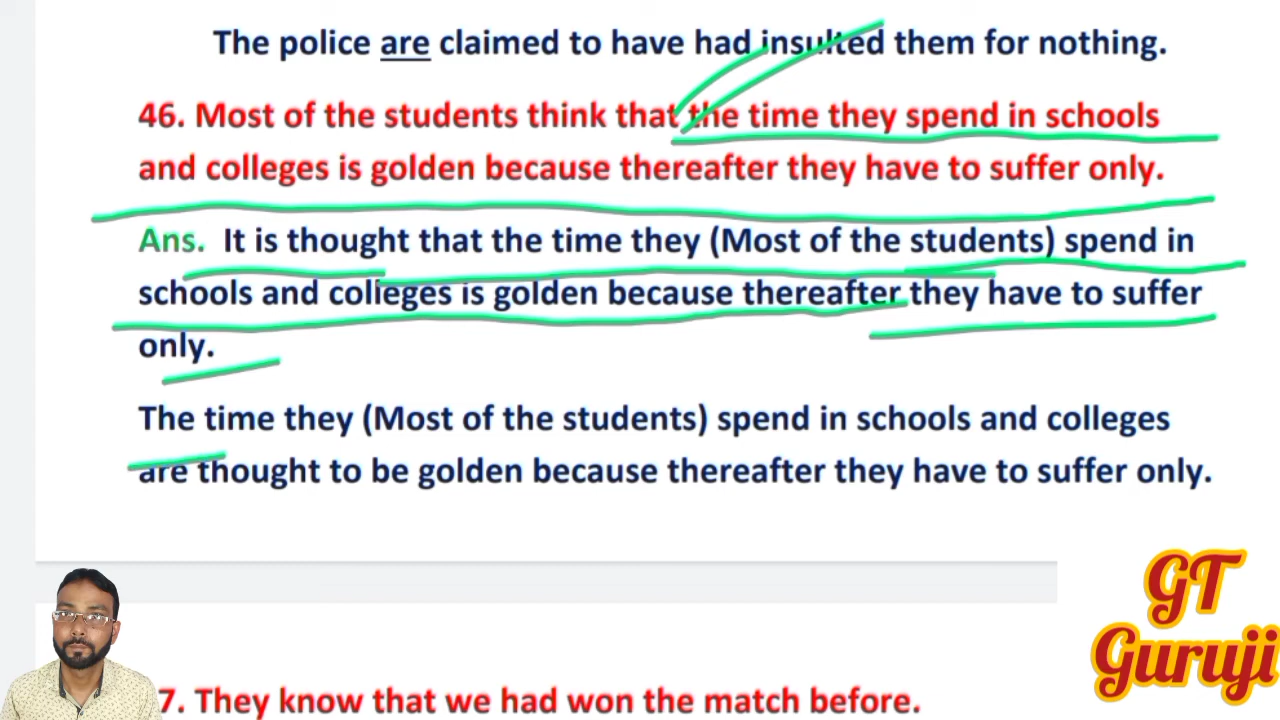 The police are claimed to have had insulted them for nothing.
46. Most of the students think that the time they spend in schools
and colleges is golden because thereafter they have to suffer only.
Ans. It is thought that the time they (Most of the students) spend in
schools and colleges is golden because thereafter they have to suffer
only.
The time they (Most of the students) spend in schools and colleges
are thought to be golden because thereafter they have to suffer only.
7. They know that we had won the match before.
GT
Guruji